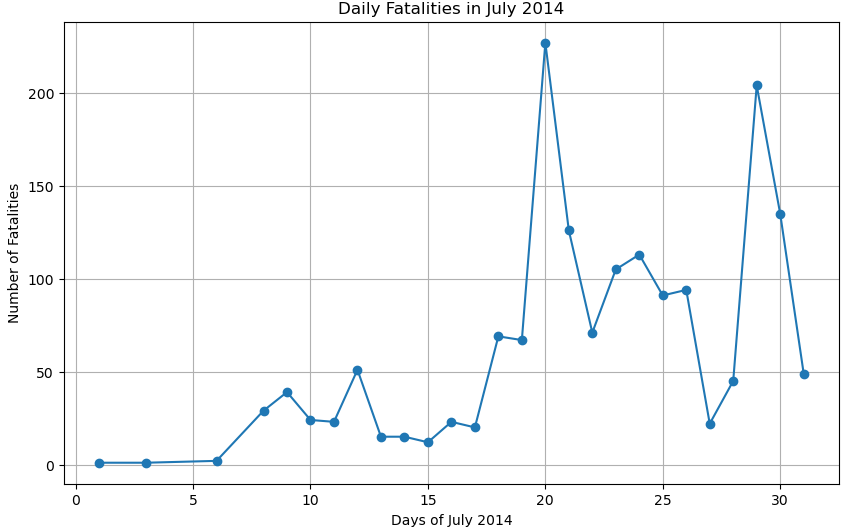 Daily Fatalities in July 2014
200
150
100
50
0
Number of Fatalities
0 5 10 15 20 25 30
Days of July 2014